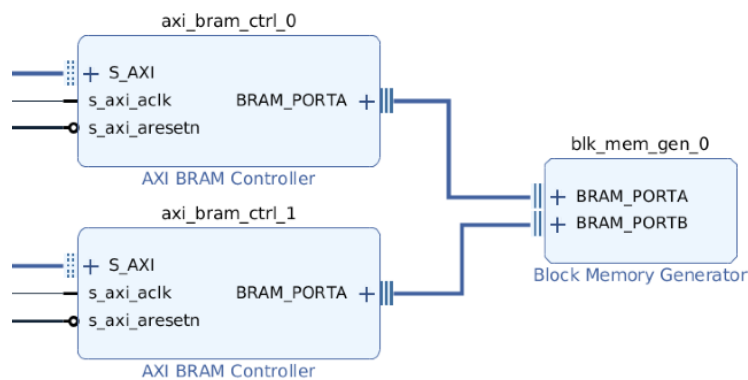 axi_bram_ctrl_0
S_AXI
s_axi_aclk
BRAM_PORTA
s_axi_aresetn
AXI BRAM Controller
blk_mem_gen_0
BRAM_PORTA
BRAM_PORTB
Block Memory Generator
axi_bram_ctrl_1
S_AXI
s_axi_aclk
BRAM_PORTA
s_axi_aresetn
AXI BRAM Controller